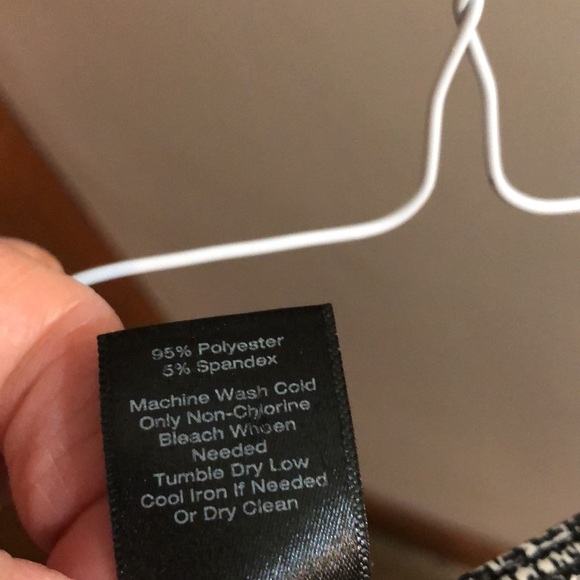 95% Polyester
5% Spandex
Machine Wash Cold
Only Non-Chlorine
Bleach Whoen
Needed
Tumble Dry Low
Cool Iron If Needed
Or Dry Clean